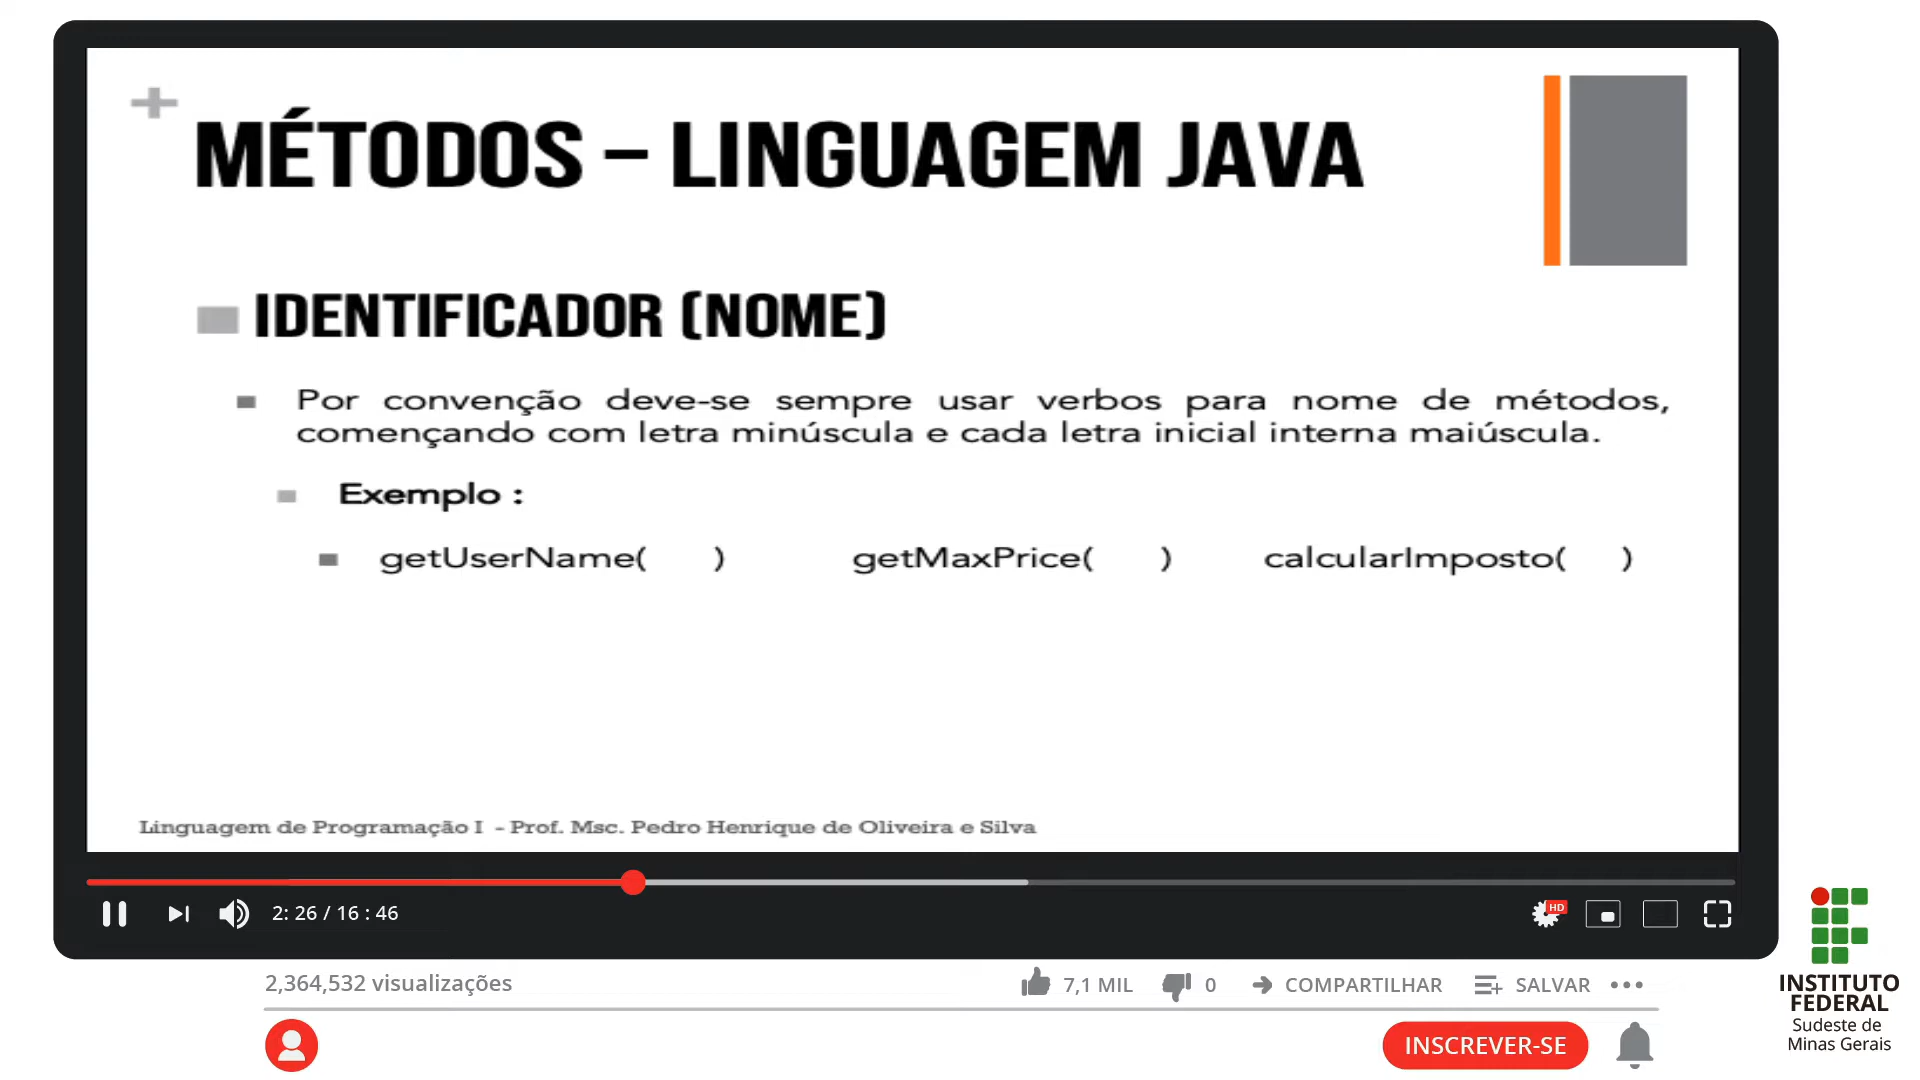 MÉTODOS – LINGUAGEM JAVA
IDENTIFICADOR (NOME)
Por convenção deve-se sempre usar verbos para nome de métodos,
començando com letra minúscula e cada letra inicial interna maiúscula.
Exemplo :
getUserName( ) getMaxPrice( ) calcularImposto( )
Linguagem de Programação I - Prof. Msc. Pedro Henrique de Oliveira e Silva
2: 26 / 16 : 46
HD
2,364,532 visualizações
7,1 MIL 0 COMPARTILHAR SALVAR
INSCREVER-SE
INSTITUTO
FEDERAL
Sudeste de
Minas Gerais